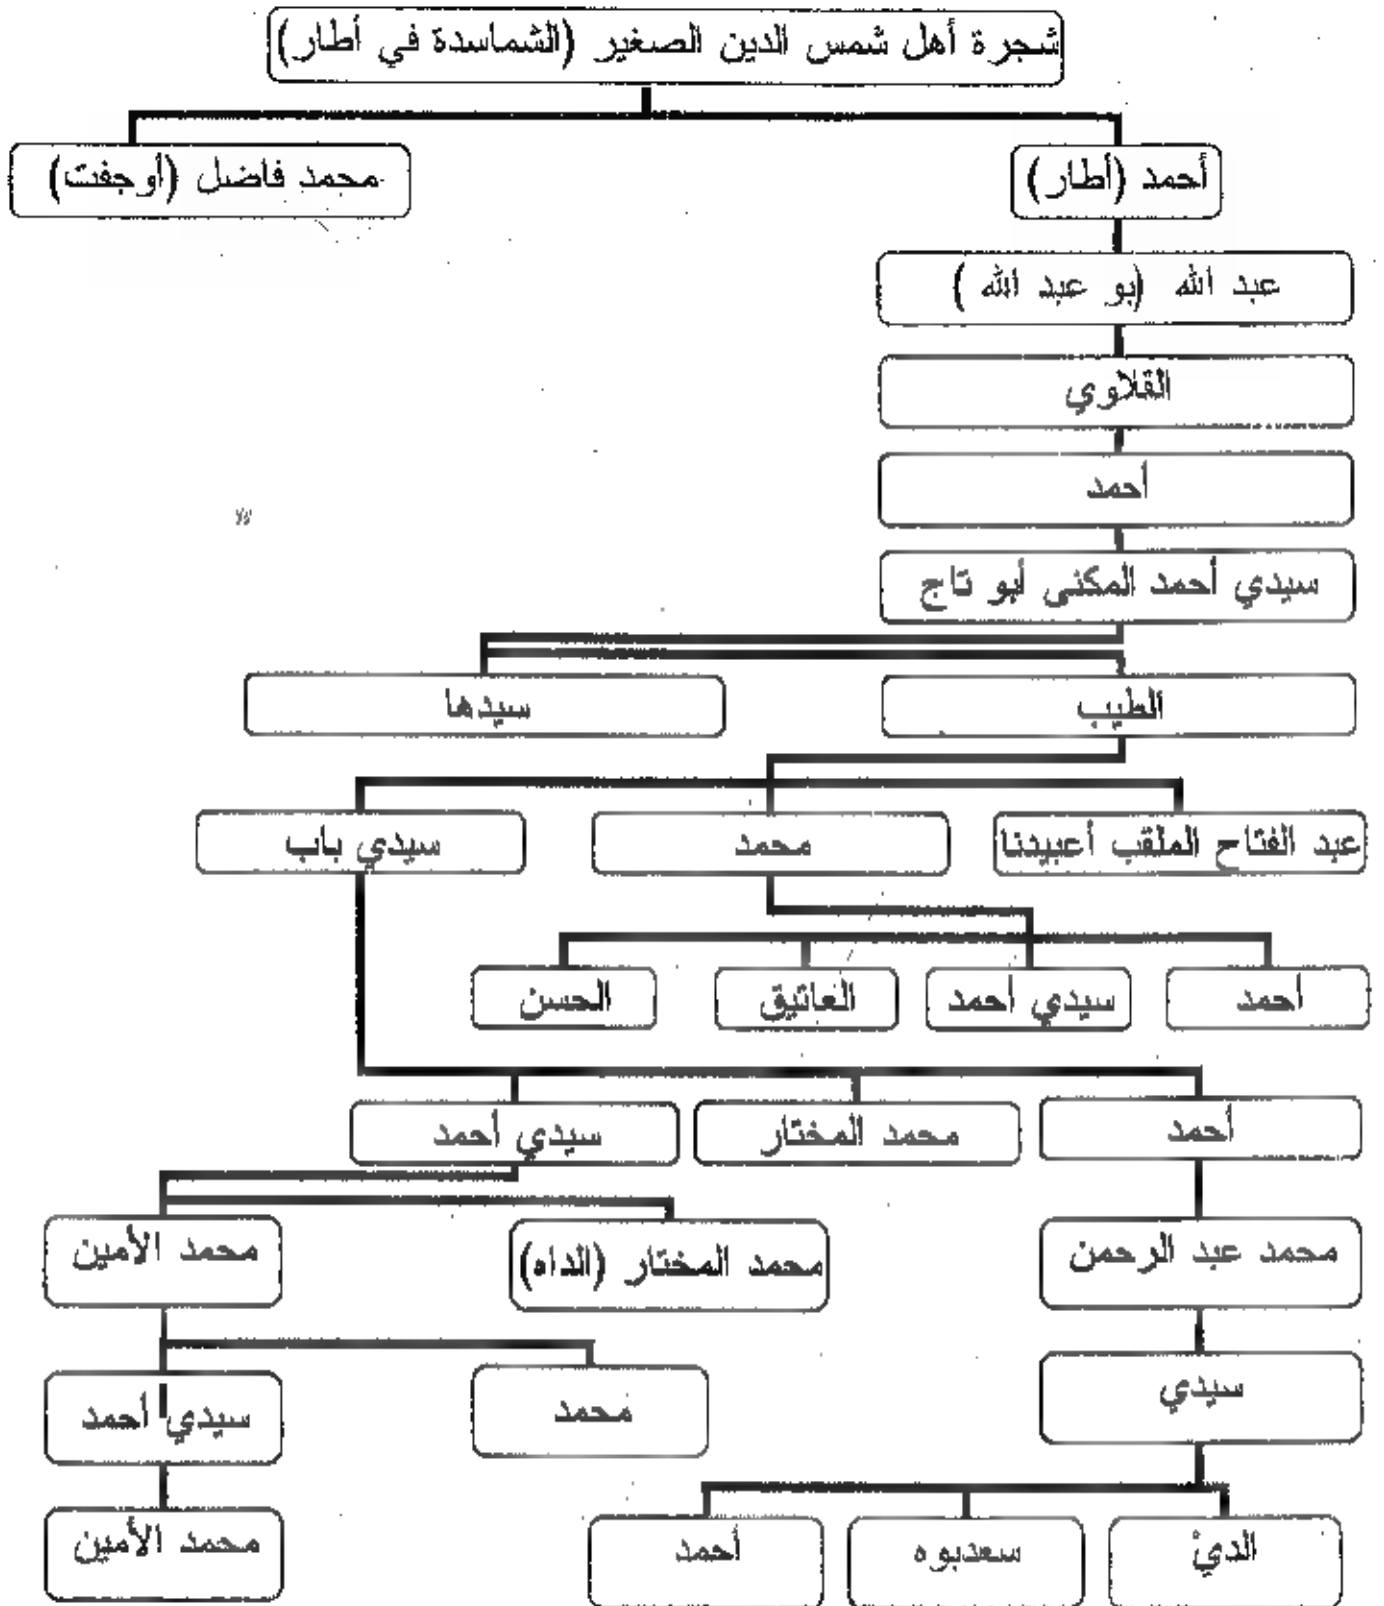 شجرة أهل شمس الدين الصغير (الشماسدة في أطار)
أحمد (أطار)
محمد فاضل (أوجفت)
عبد الله (بو عبد الله )
القلاوي
أحمد
سيدي أحمد المكنى أبو تاج
الطيب
سيدها
عبد الفتاح الملقب أعبيدنا
محمد
سيدي باب
أحمد
سيدي أحمد
الغاثيق
الحسن
أحمد
محمد المختار
سيدي أحمد
محمد عبد الرحمن
محمد المختار (الداه)
محمد الأمين
سيدي
محمد
سيدي أحمد
الديْ
سعدبوه
أحمد
محمد الأمين